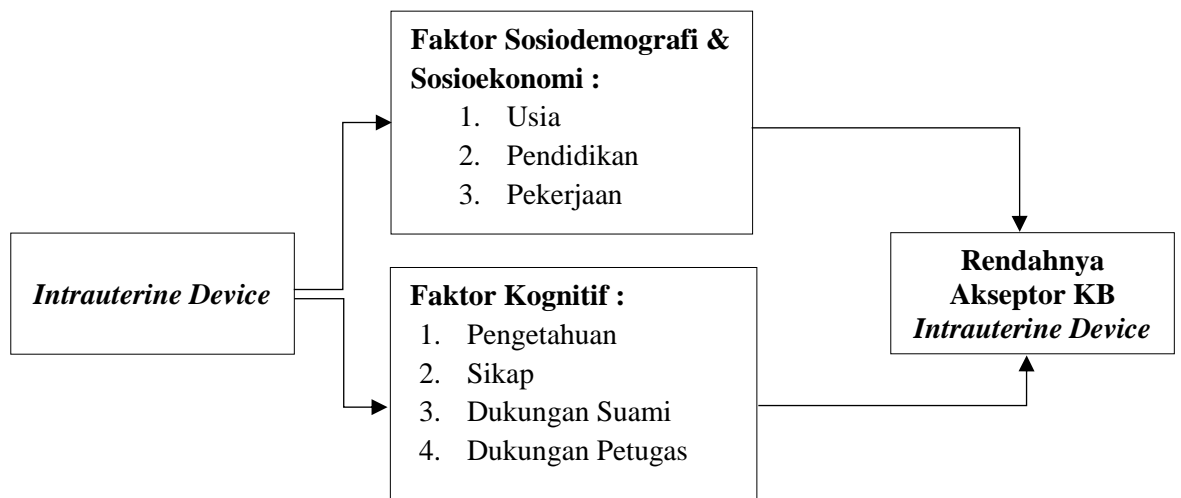 Faktor Sosiodemografi &
Sosioekonomi :
1. Usia
2. Pendidikan
3. Pekerjaan
Intrauterine Device
Faktor Kognitif :
1. Pengetahuan
2. Sikap
3. Dukungan Suami
4. Dukungan Petugas
Rendahnya
Akseptor KB
Intrauterine Device